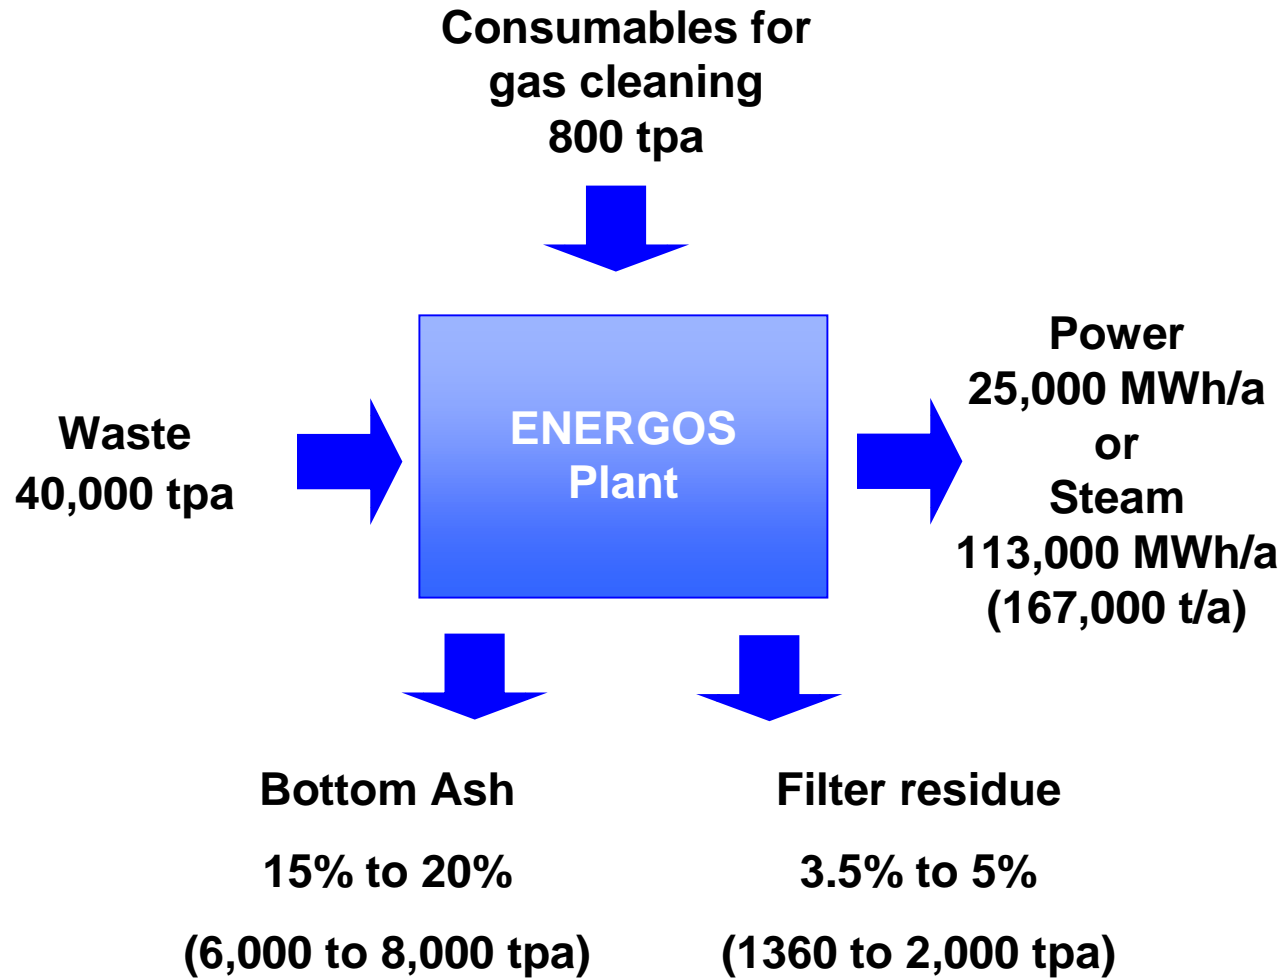 Consumables for
gas cleaning
800 tpa
Waste
40,000 tpa
ENERGOS
Plant
Power
25,000 MWh/a
or
Steam
113,000 MWh/a
(167,000 t/a)
Bottom Ash
15% to 20%
(6,000 to 8,000 tpa)
Filter residue
3.5% to 5%
(1360 to 2,000 tpa)